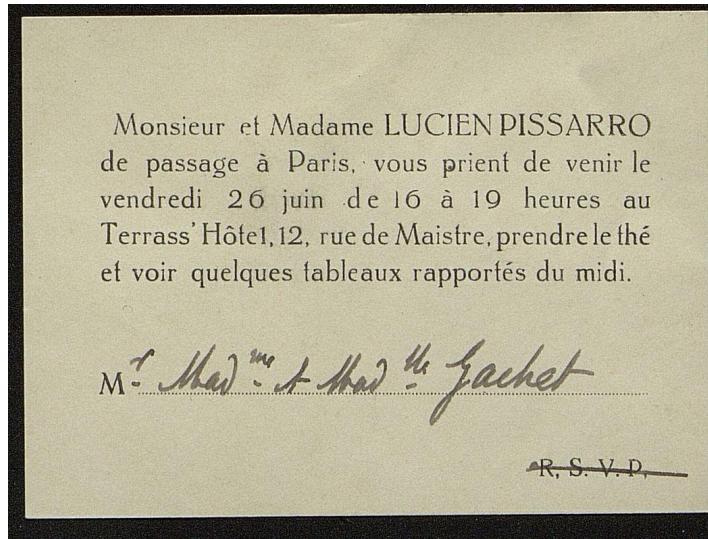 Monsieur et Madame LUCIEN PISSARRO
de passage à Paris, vous prient de venir le
vendredi 26 juin de 16 à 19 heures au
Terrass' Hôtel, 12, rue de Maistre, prendre le thé
et voir quelques tableaux rapportés du midi.
Mr Madme et Madlle Gachet
R. S. V. P.